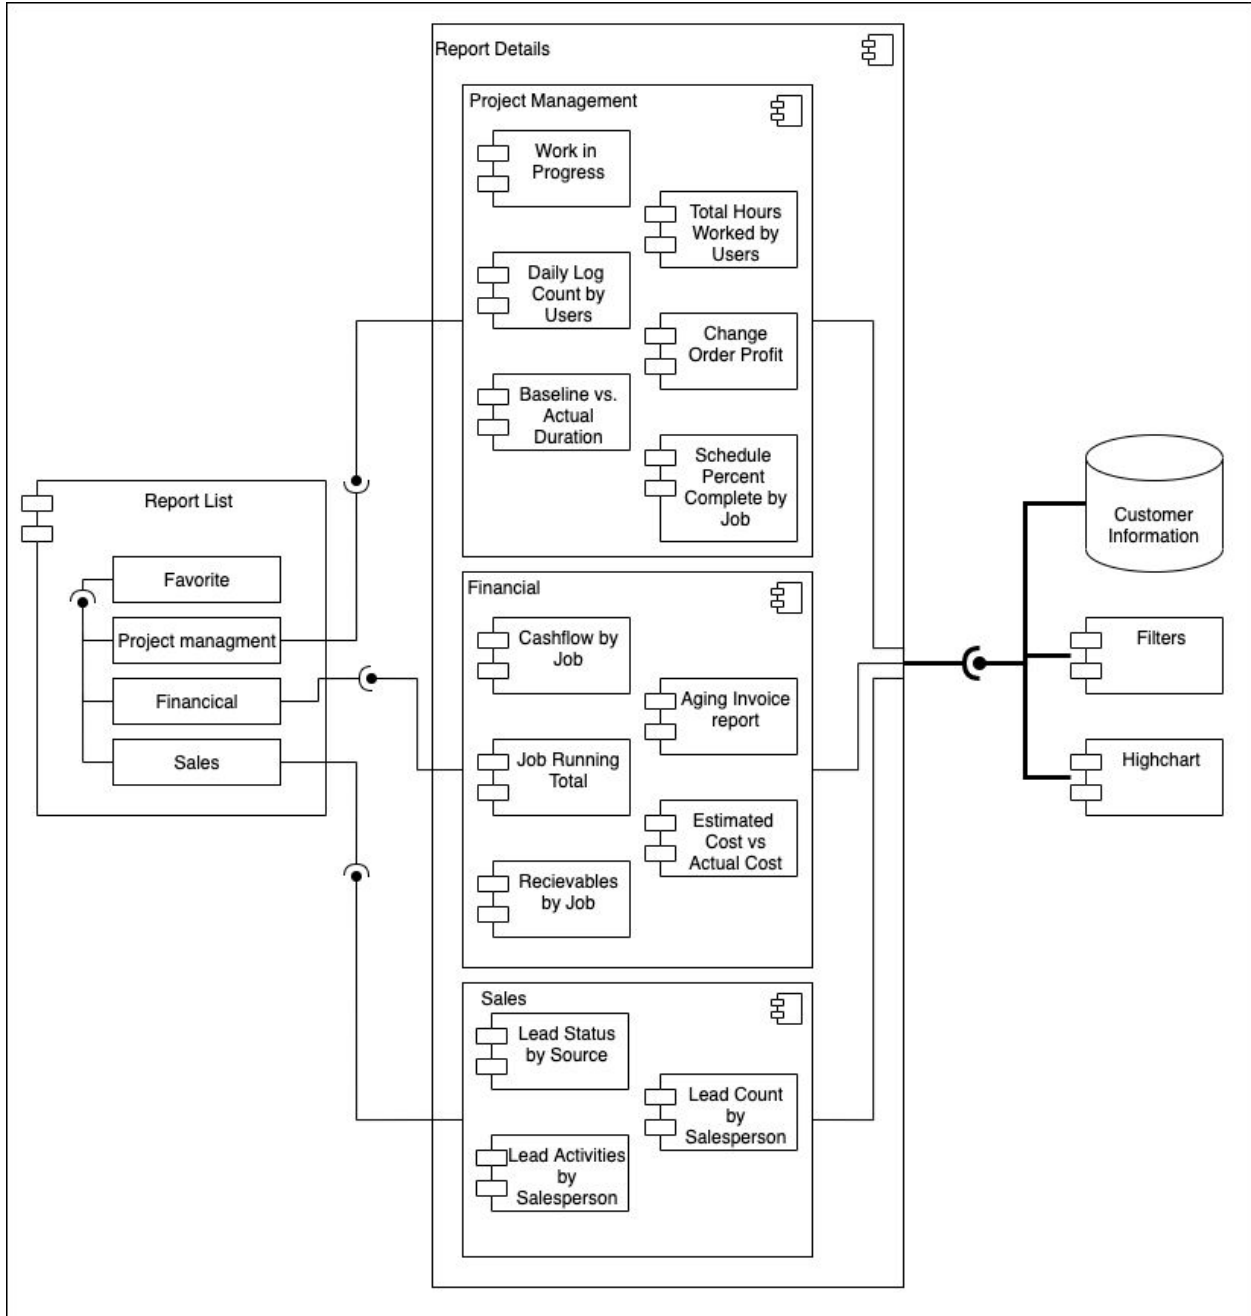 Report Details
Project Management
Work in
Progress
Total Hours
Worked by
Users
Daily Log
Count by
Users
Change
Order Profit
Baseline vs.
Actual
Duration
Schedule
Percent
Complete by
Job
Report List
Favorite
Project managment
Financical
Sales
Financial
Cashflow by
Job
Aging Invoice
report
Job Running
Total
Estimated
Cost vs
Actual Cost
Recievables
by Job
Sales
Lead Status
by Source
Lead Count
by
Salesperson
Lead Activities
by
Salesperson
Customer
Information
Filters
Highchart